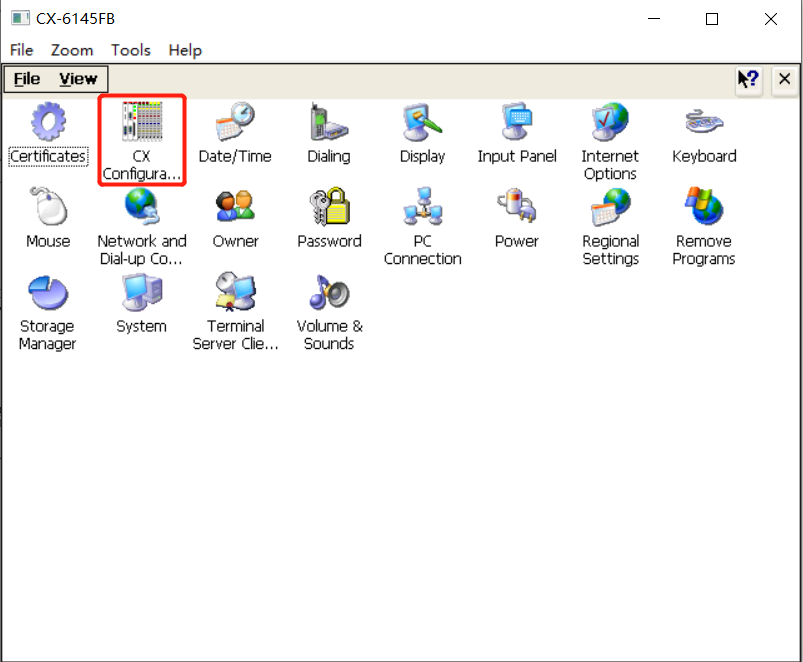 CX-6145FB
File Zoom Tools Help
File View
Certificates
CX
Configura...
Date/Time
Dialing
Display
Input Panel
Internet
Options
Keyboard
Mouse
Network and
Dial-up Co...
Owner
Password
PC
Connection
Power
Regional
Settings
Remove
Programs
Storage
Manager
System
Terminal
Server Clie...
Volume &
Sounds